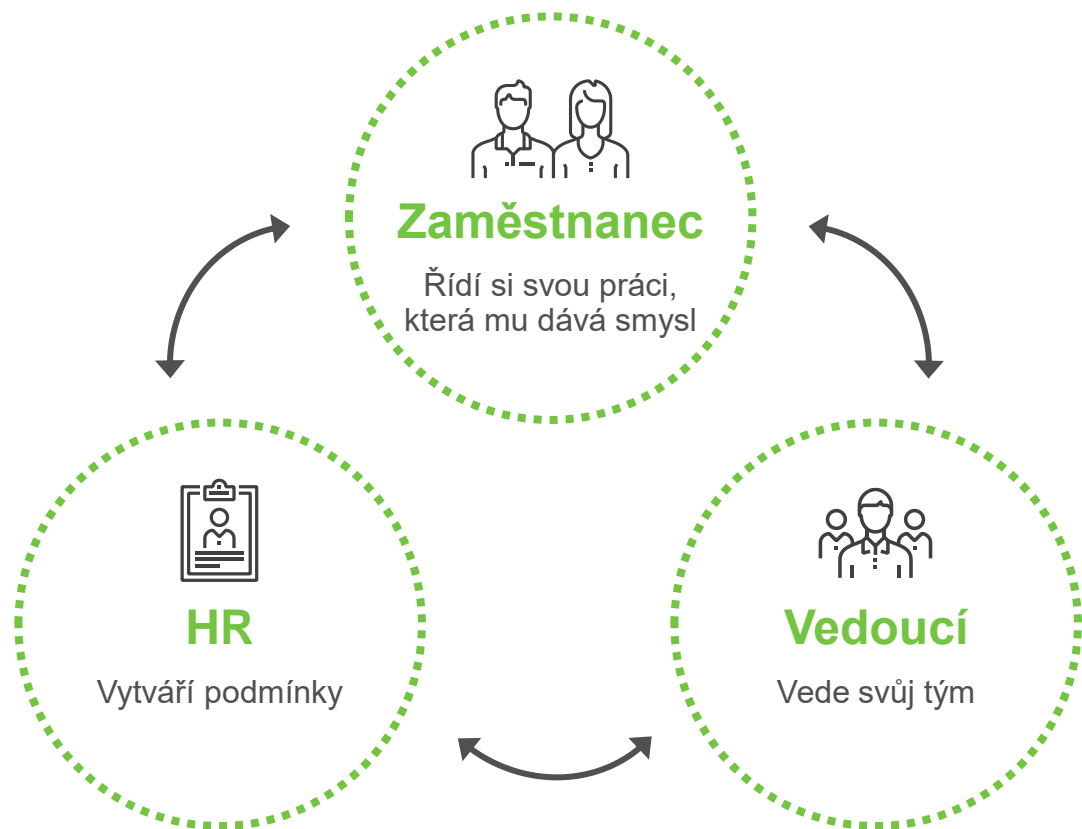 Zaměstnanec
Řídí si svou práci,
která mu dává smysl
HR
Vytváří podmínky
Vedoucí
Vede svůj tým